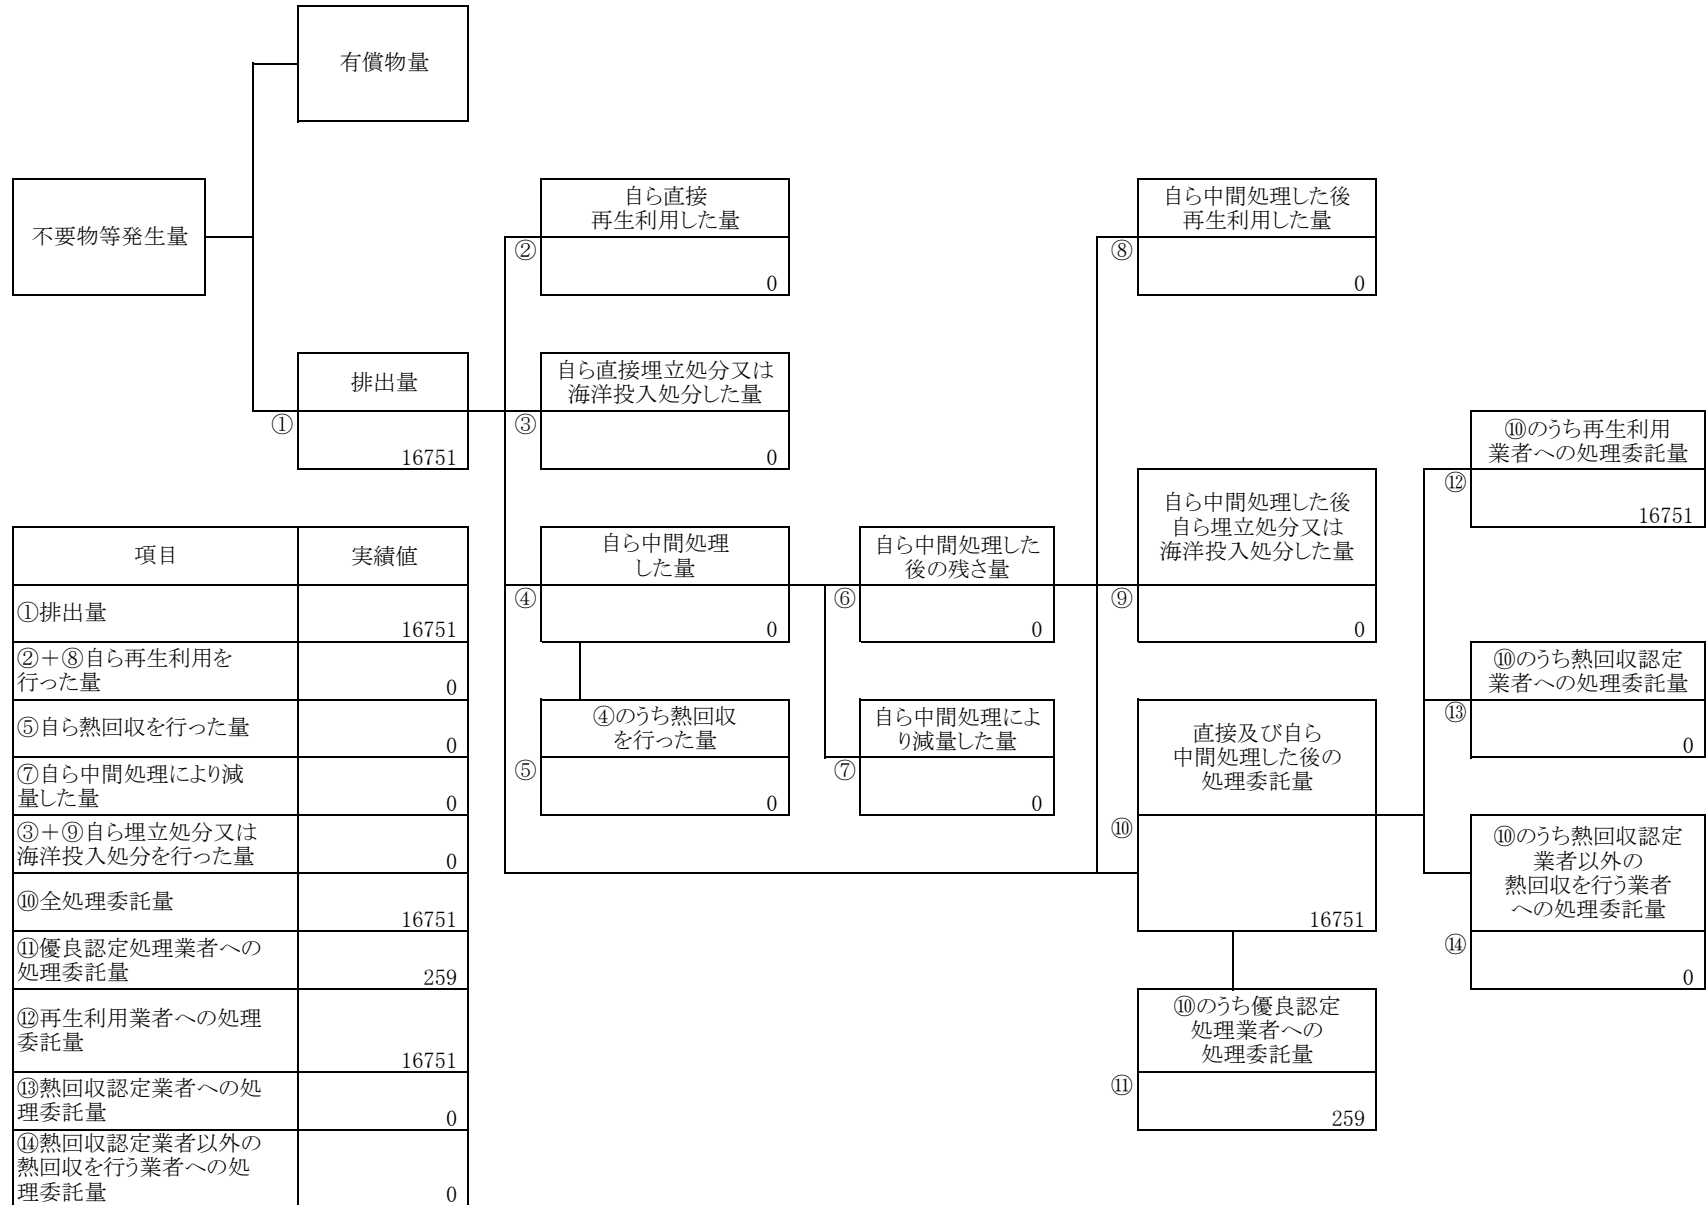 有償物量
不要物等発生量
排出量
①
16751
自ら直接
再生利用した量
②
0
自ら直接埋立処分又は
海洋投入処分した量
③
0
自ら中間処理
した量
④
0
④のうち熱回収
を行った量
⑤
0
自ら中間処理した
後の残さ量
⑥
0
自ら中間処理によ
り減量した量
⑦
0
自ら中間処理した後
再生利用した量
⑧
0
自ら中間処理した後
自ら埋立処分又は
海洋投入処分した量
⑨
0
直接及び自ら
中間処理した後の
処理委託量
⑩
16751
⑩のうち優良認定
処理業者への
処理委託量
⑪
259
⑩のうち再生利用
業者への処理委託量
⑫
16751
⑩のうち熱回収認定
業者への処理委託量
⑬
0
⑩のうち熱回収認定
業者以外の
熱回収を行う業者
への処理委託量
⑭
0
項目 実績値
①排出量
16751
②＋⑧自ら再生利用を
行った量
0
⑤自ら熱回収を行った量
0
⑦自ら中間処理により減
量した量
0
③＋⑨自ら埋立処分又は
海洋投入処分を行った量
0
⑩全処理委託量
16751
⑪優良認定処理業者への
処理委託量
259
⑫再生利用業者への処理
委託量
16751
⑬熱回収認定業者への処
理委託量
0
⑭熱回収認定業者以外の
熱回収を行う業者への処
理委託量
0